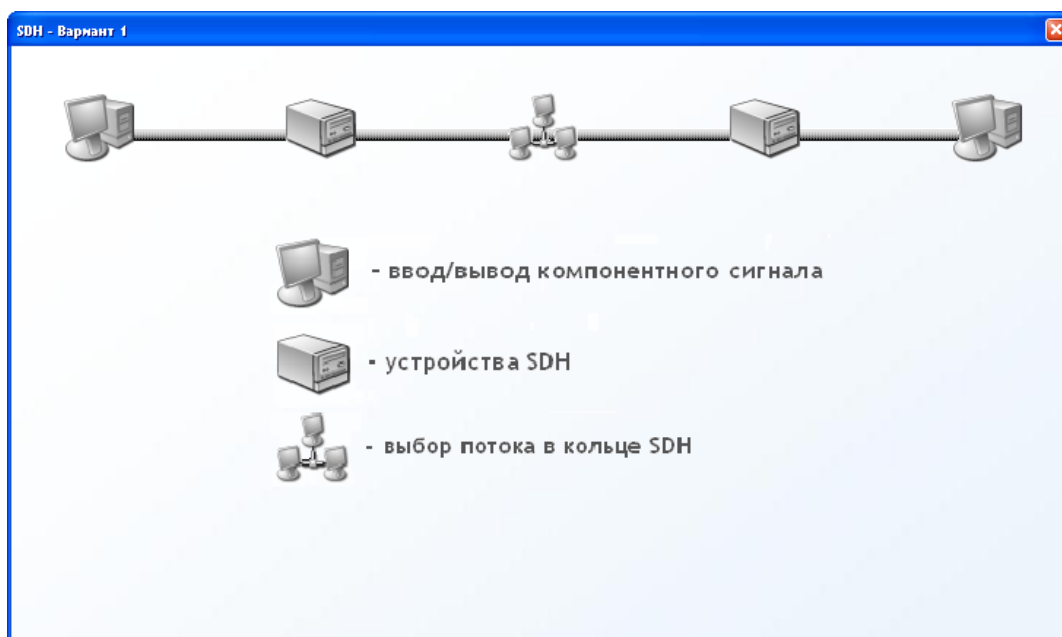 SDH - Вариант 1
- ввод/вывод компонентного сигнала
- устройства SDH
- выбор потока в кольце SDH